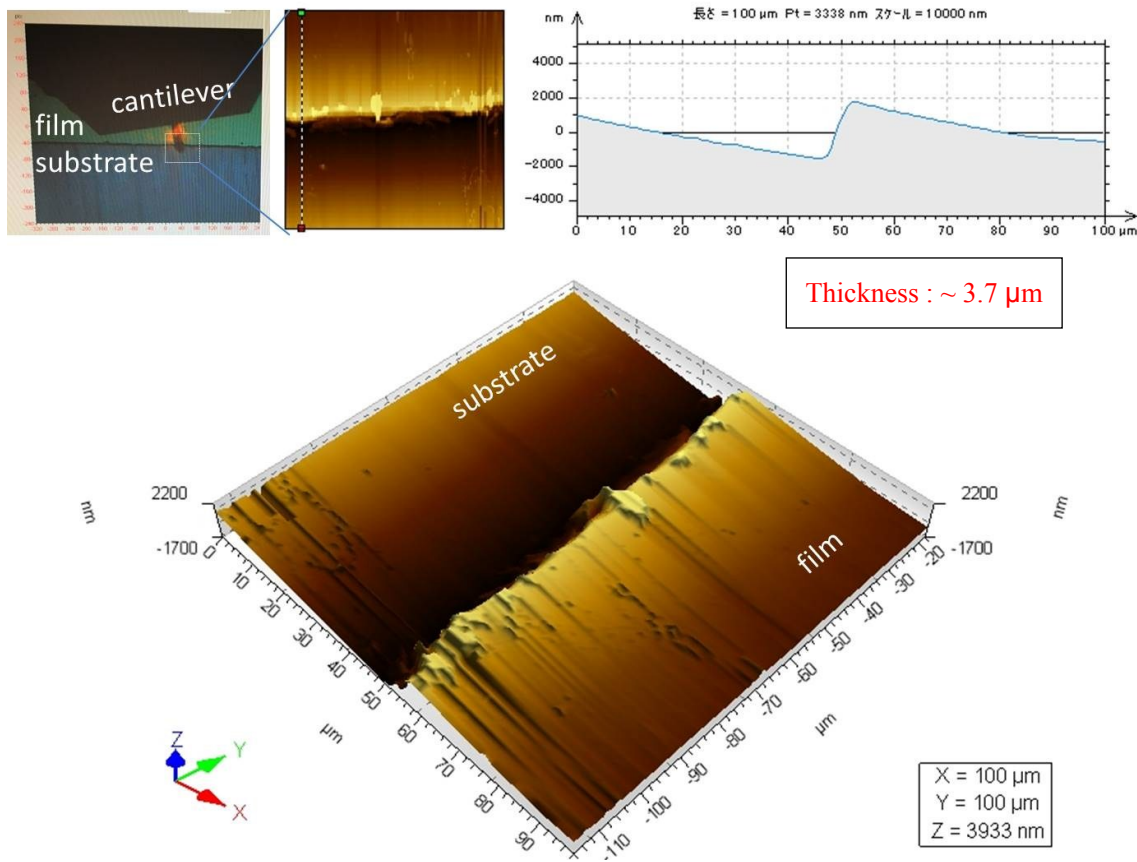 cantilever
film
substrate
nm
長さ = 100 µm Pt = 3338 nm スケール = 10000 nm
4000
2000
0
-2000
-4000
0 10 20 30 40 50 60 70 80 90 100 µm
Thickness : ~ 3.7 µm
substrate
film
nm
2200
-1700
0 10 20 30 40 50 60 70 80 90
µm
nm
2200
-1700
-20 -30 -40 -50 -60 -70 -80 -90 -100 -110
µm
Z
Y
X
X = 100 µm
Y = 100 µm
Z = 3933 nm